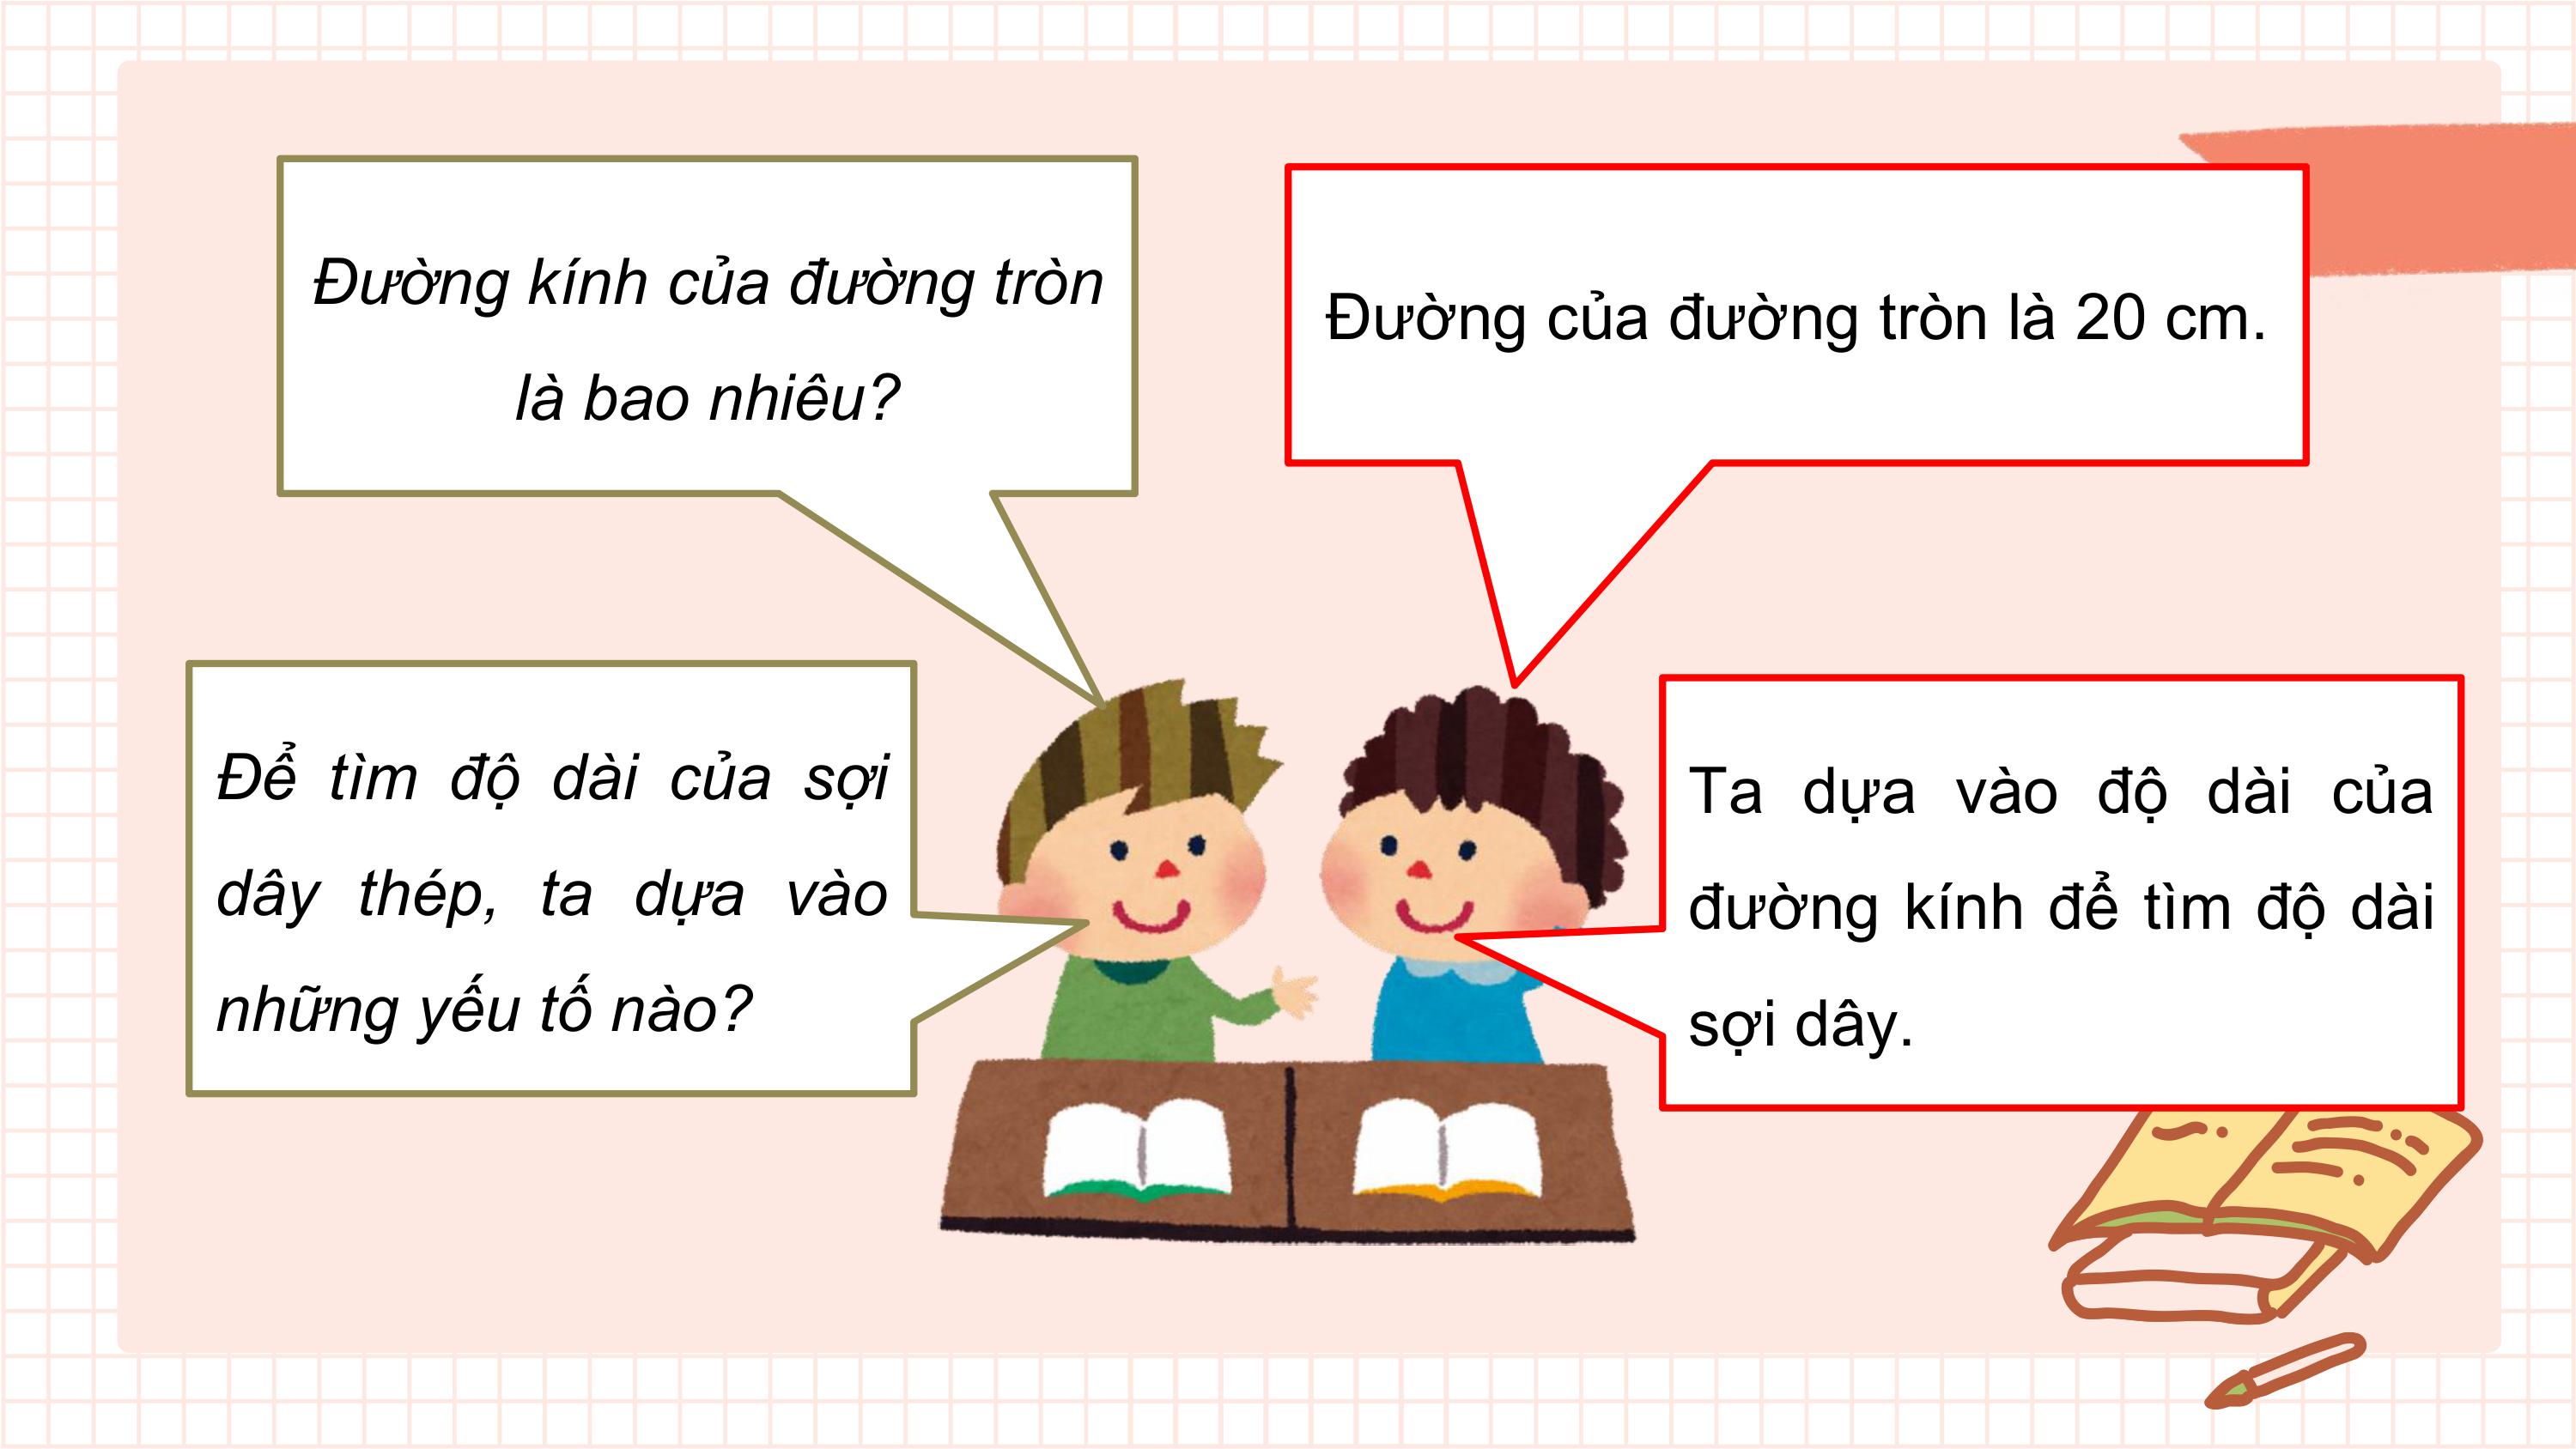 Đường kính của đường tròn
là bao nhiêu?
Đường của đường tròn là 20 cm.
Để tìm độ dài của sợi
dây thép, ta dựa vào
những yếu tố nào?
Ta dựa vào độ dài của
đường kính để tìm độ dài
sợi dây.